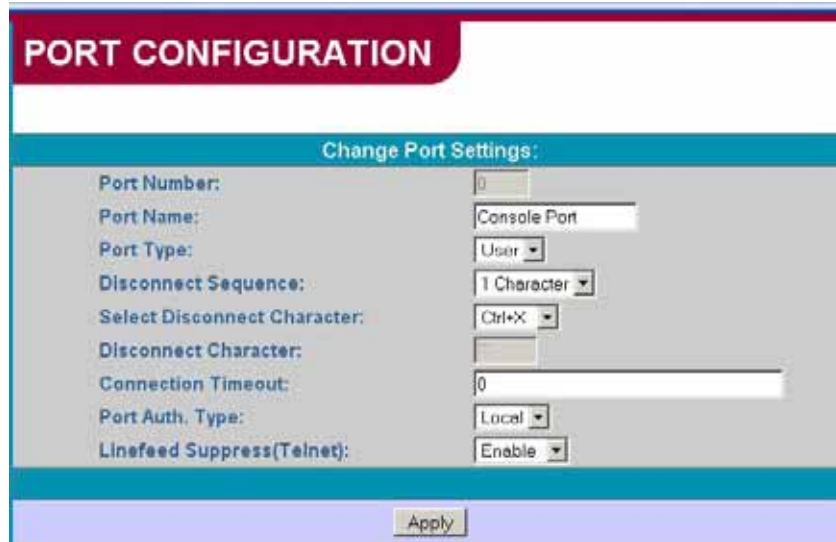 PORT CONFIGURATION
Change Port Settings:
Port Number: 0
Port Name: Console Port
Port Type: User
Disconnect Sequence: 1 Character
Select Disconnect Character: Ctrl+X
Disconnect Character:
Connection Timeout: 0
Port Auth. Type: Local
Linefeed Suppress(Telnet): Enable
Apply